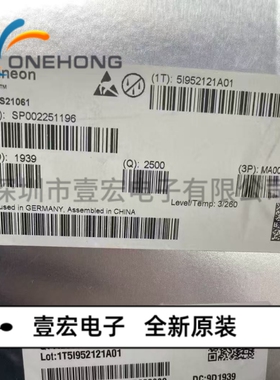 ONEHONG
neon
™
(1T): 5I952121A01
S21061
): SP002251196
): 1939
(Q): 2500
(3P): MA00
深圳市壹宏电子有限公司
used in GERMANY, Assembled in CHINA
Level/Temp: 3/260
壹宏电子 全新原装
Lot:1T5I952121A01
DC:9D1939